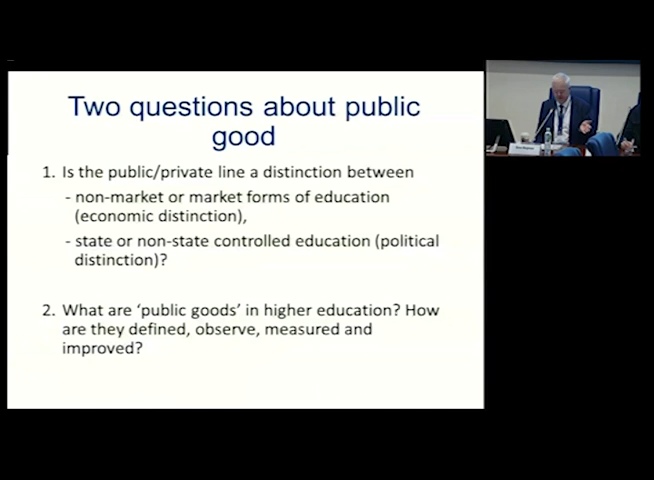 Two questions about public
good
1. Is the public/private line a distinction between
- non-market or market forms of education
(economic distinction),
- state or non-state controlled education (political
distinction)?
2. What are ‘public goods’ in higher education? How
are they defined, observe, measured and
improved?